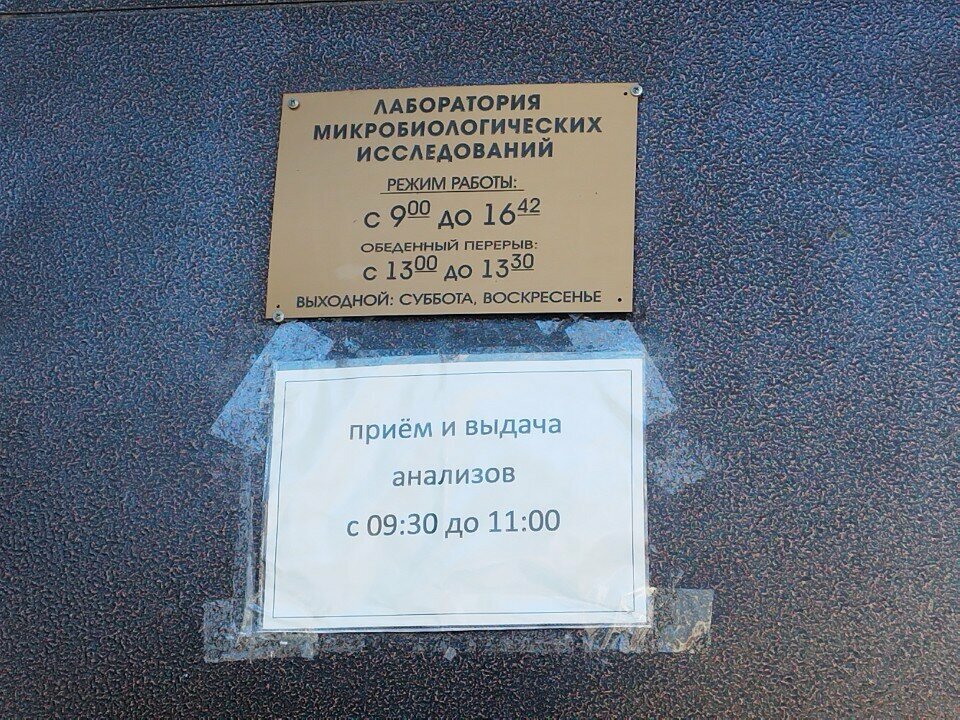 ЛАБОРАТОРИЯ
МИКРОБИОЛОГИЧЕСКИХ
ИССЛЕДОВАНИЙ
РЕЖИМ РАБОТЫ:
с 9⁰⁰ до 16⁴²
ОБЕДЕННЫЙ ПЕРЕРЫВ:
с 13⁰⁰ до 13³⁰
ВЫХОДНОЙ: СУББОТА, ВОСКРЕСЕНЬЕ
приём и выдача
анализов
с 09:30 до 11:00